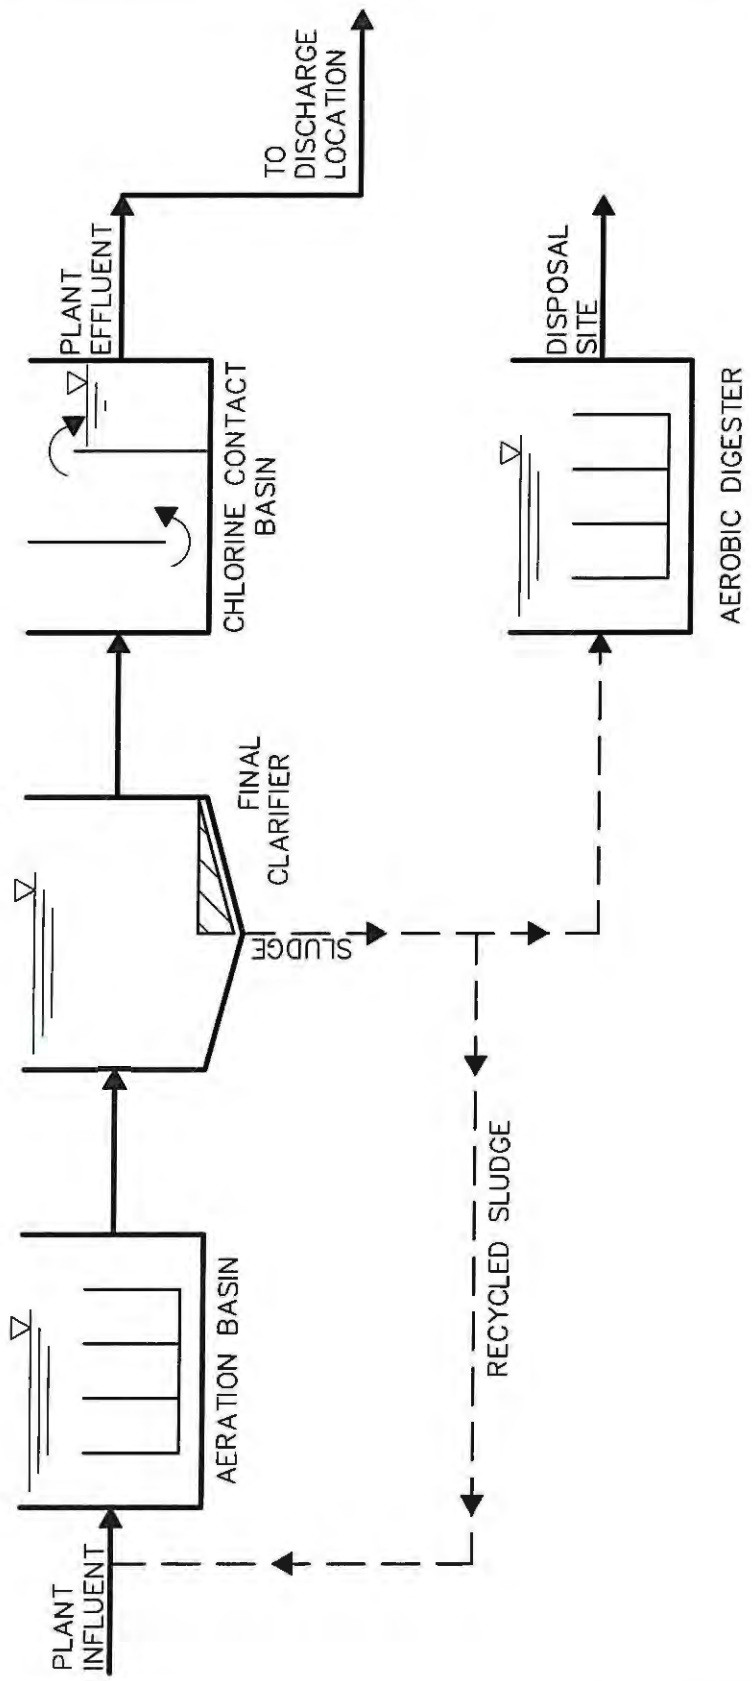 PLANT
INFLUENT
AERATION BASIN
RECYCLED SLUDGE
SLUDGE
FINAL
CLARIFIER
CHLORINE CONTACT
BASIN
PLANT
EFFLUENT
TO
DISCHARGE
LOCATION
AEROBIC DIGESTER
DISPOSAL
SITE